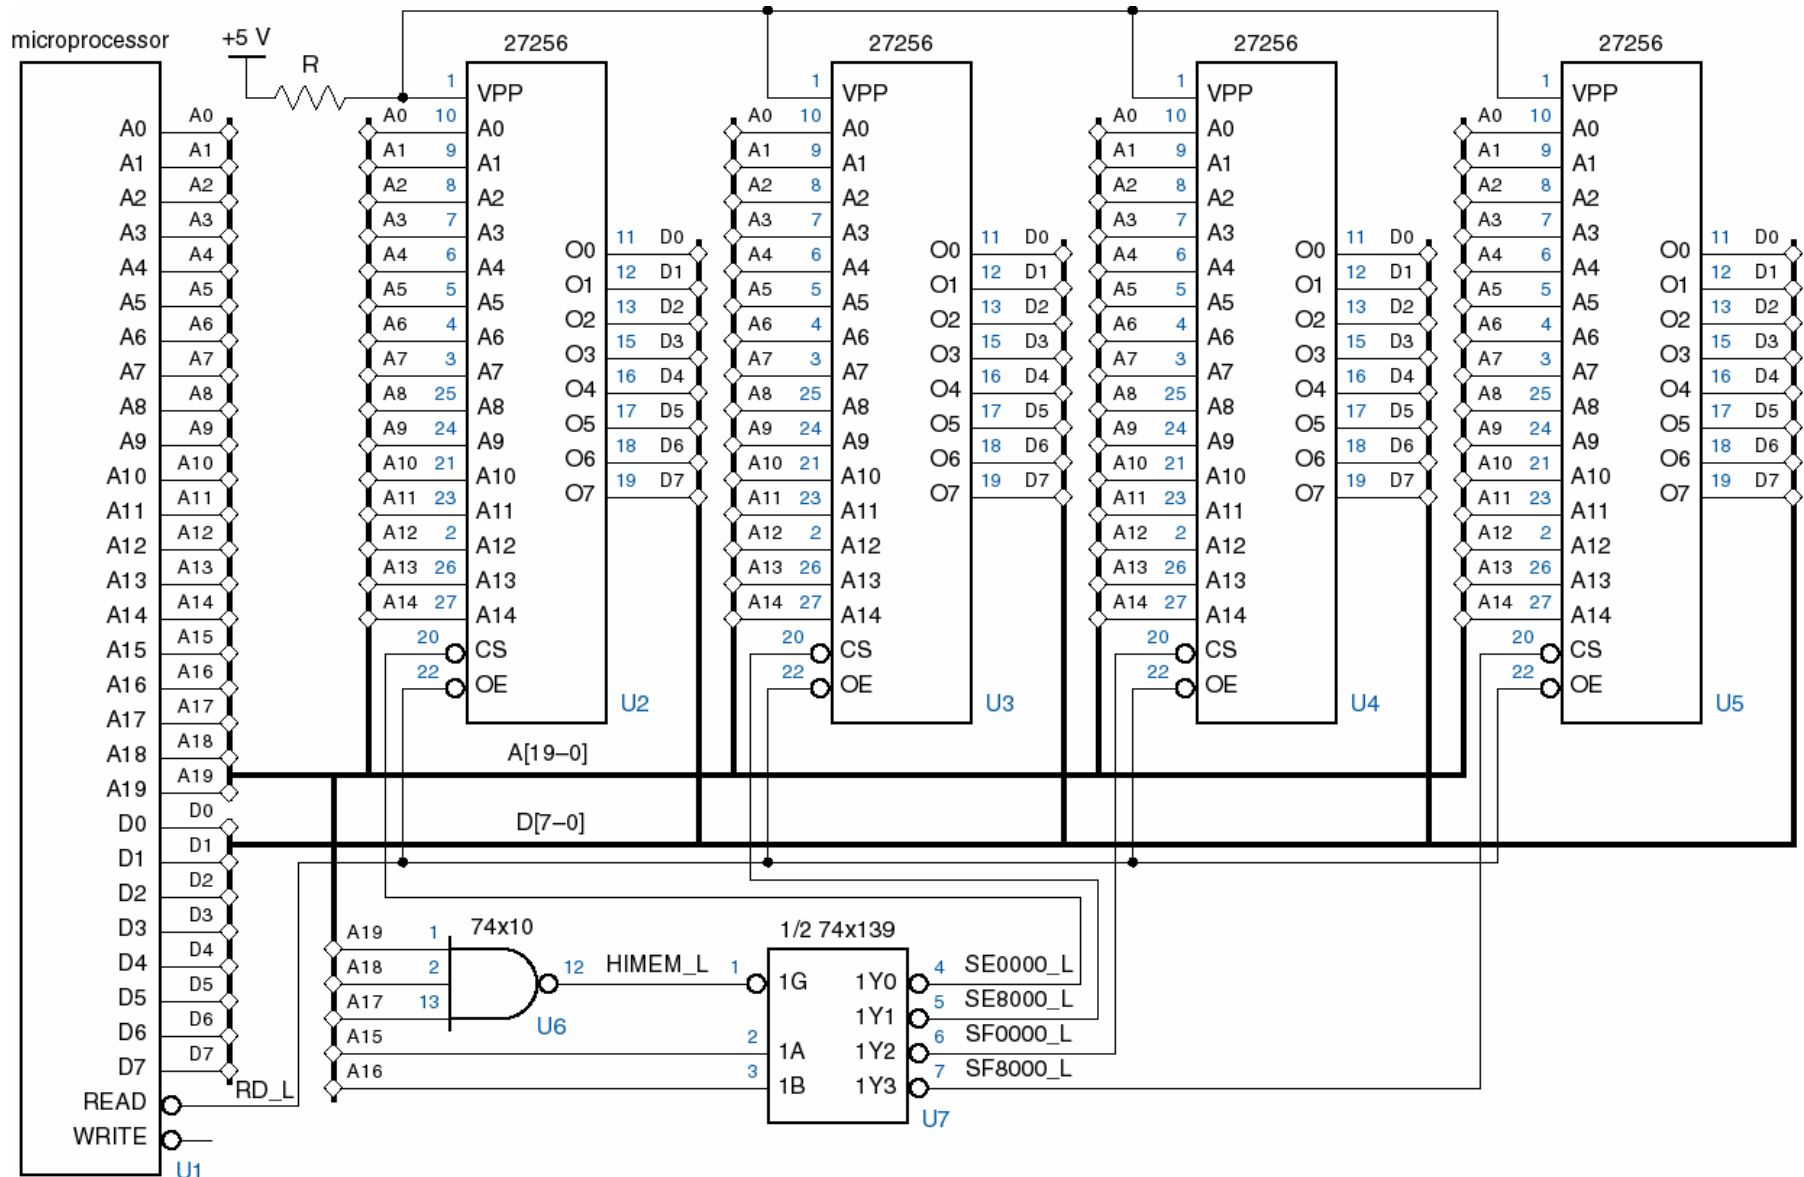 microprocessor
+5 V
R
27256
27256
27256
27256
A0 A0
A1 A1
A2 A2
A3 A3
A4 A4
A5 A5
A6 A6
A7 A7
A8 A8
A9 A9
A10 A10
A11 A11
A12 A12
A13 A13
A14 A14
A15 A15
A16 A16
A17 A17
A18 A18
A19 A19
D0 D0
D1 D1
D2 D2
D3 D3
D4 D4
D5 D5
D6 D6
D7 D7
READ RD_L
WRITE
U1
1 VPP
A0 10 A0
A1 9 A1
A2 8 A2
A3 7 A3
A4 6 A4
A5 5 A5
A6 4 A6
A7 3 A7
A8 25 A8
A9 24 A9
A10 21 A10
A11 23 A11
A12 2 A12
A13 26 A13
A14 27 A14
20 CS
22 OE
O0 11 D0
O1 12 D1
O2 13 D2
O3 15 D3
O4 16 D4
O5 17 D5
O6 18 D6
O7 19 D7
U2
1 VPP
A0 10 A0
A1 9 A1
A2 8 A2
A3 7 A3
A4 6 A4
A5 5 A5
A6 4 A6
A7 3 A7
A8 25 A8
A9 24 A9
A10 21 A10
A11 23 A11
A12 2 A12
A13 26 A13
A14 27 A14
20 CS
22 OE
O0 11 D0
O1 12 D1
O2 13 D2
O3 15 D3
O4 16 D4
O5 17 D5
O6 18 D6
O7 19 D7
U3
1 VPP
A0 10 A0
A1 9 A1
A2 8 A2
A3 7 A3
A4 6 A4
A5 5 A5
A6 4 A6
A7 3 A7
A8 25 A8
A9 24 A9
A10 21 A10
A11 23 A11
A12 2 A12
A13 26 A13
A14 27 A14
20 CS
22 OE
O0 11 D0
O1 12 D1
O2 13 D2
O3 15 D3
O4 16 D4
O5 17 D5
O6 18 D6
O7 19 D7
U4
1 VPP
A0 10 A0
A1 9 A1
A2 8 A2
A3 7 A3
A4 6 A4
A5 5 A5
A6 4 A6
A7 3 A7
A8 25 A8
A9 24 A9
A10 21 A10
A11 23 A11
A12 2 A12
A13 26 A13
A14 27 A14
20 CS
22 OE
O0 11 D0
O1 12 D1
O2 13 D2
O3 15 D3
O4 16 D4
O5 17 D5
O6 18 D6
O7 19 D7
U5
A[19–0]
D[7–0]
74x10
A19 1
A18 2
A17 13
12 HIMEM_L 1
U6
A15 2
A16 3
1/2 74x139
1G
1A
1B
1Y0 4 SE0000_L
1Y1 5 SE8000_L
1Y2 6 SF0000_L
1Y3 7 SF8000_L
U7